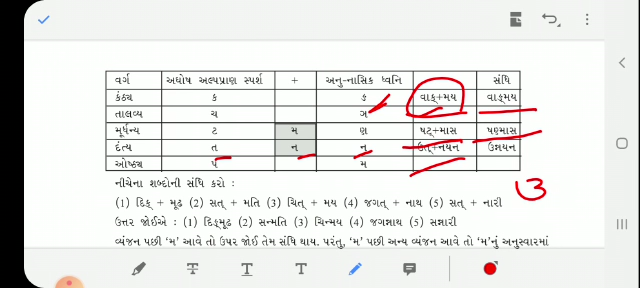 વર્ગ અઘોષ અલ્પપ્રાણ સ્પર્શ + અનુ-નાસિક ધ્વનિ સંધિ
કંઠ્ય ક ઙ વાક્+મય વાઙ્મય
તાલવ્ય ચ ઞ
મૂર્ધન્ય ટ મ ણ ષટ્+માસ ષણ્માસ
દંત્ય ત ન ન ઉત્+નયન ઉન્નયન
ઓષ્ઠ્ય પ મ
નીચેના શબ્દોની સંધિ કરો :
(1) દિક્ + મૂઢ (2) સત્ + મતિ (3) ચિત્ + મય (4) જગત્ + નાથ (5) સત્ + નારી
ઉત્તર જોઈએ : (1) દિઙ્મૂઢ (2) સન્મતિ (3) ચિન્મય (4) જગન્નાથ (5) સન્નારી
વ્યંજન પછી ‘મ’ આવે તો ઉપર જોઈ તેમ સંધિ થાય. પરંતુ, ‘મ’ પછી અન્ય વ્યંજન આવે તો ‘મ’નું અનુસ્વારમાં